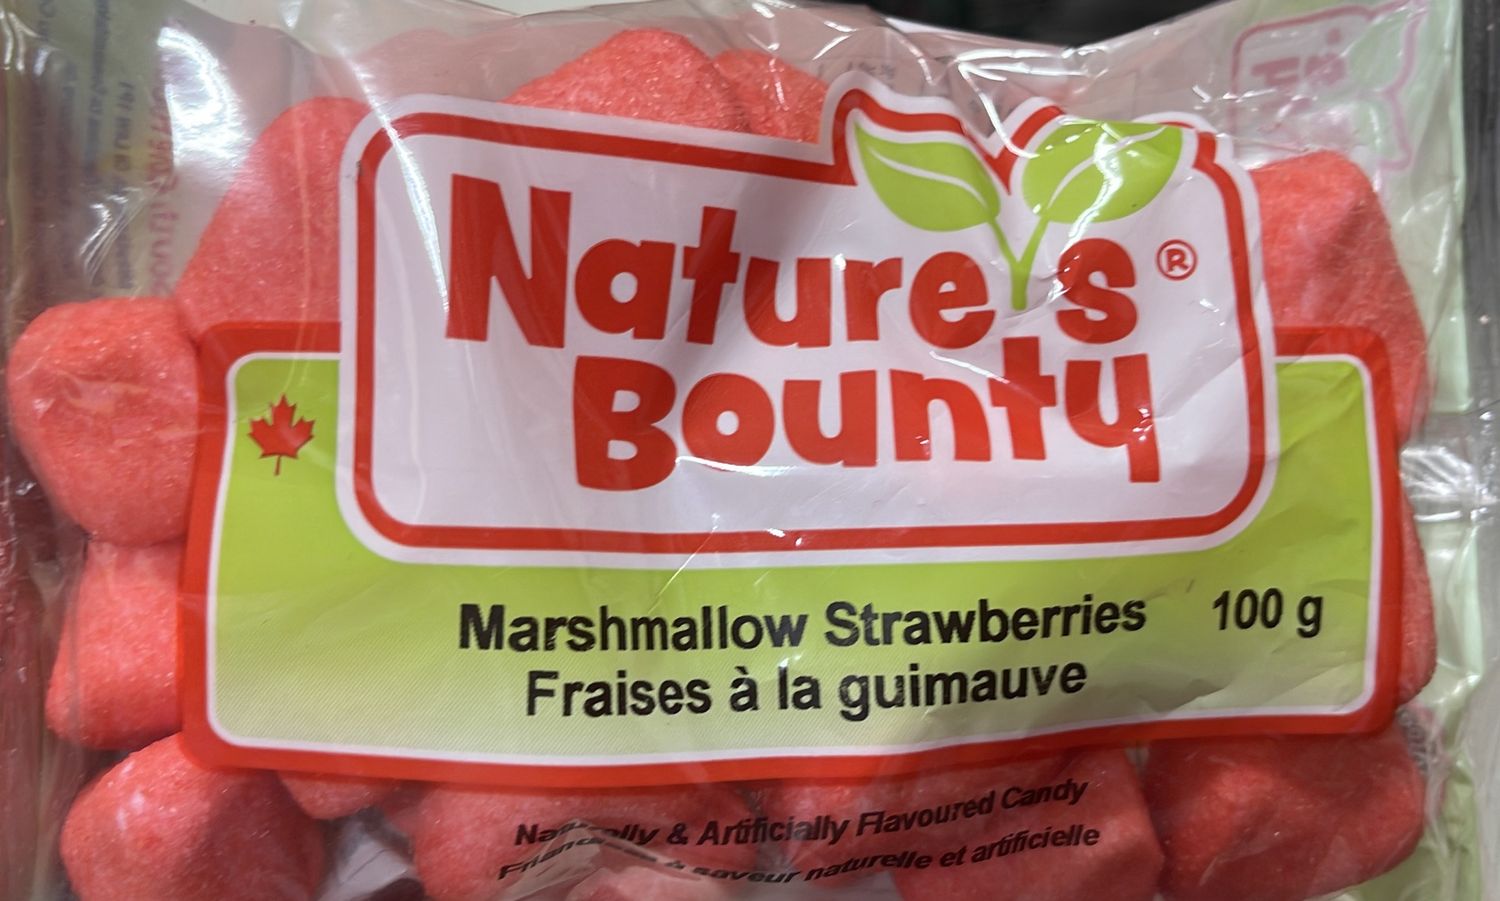 Nature's®
Bounty
Marshmallow Strawberries 100 g
Fraises à la guimauve
Naturally & Artificially Flavoured Candy
à saveur naturelle et artificielle